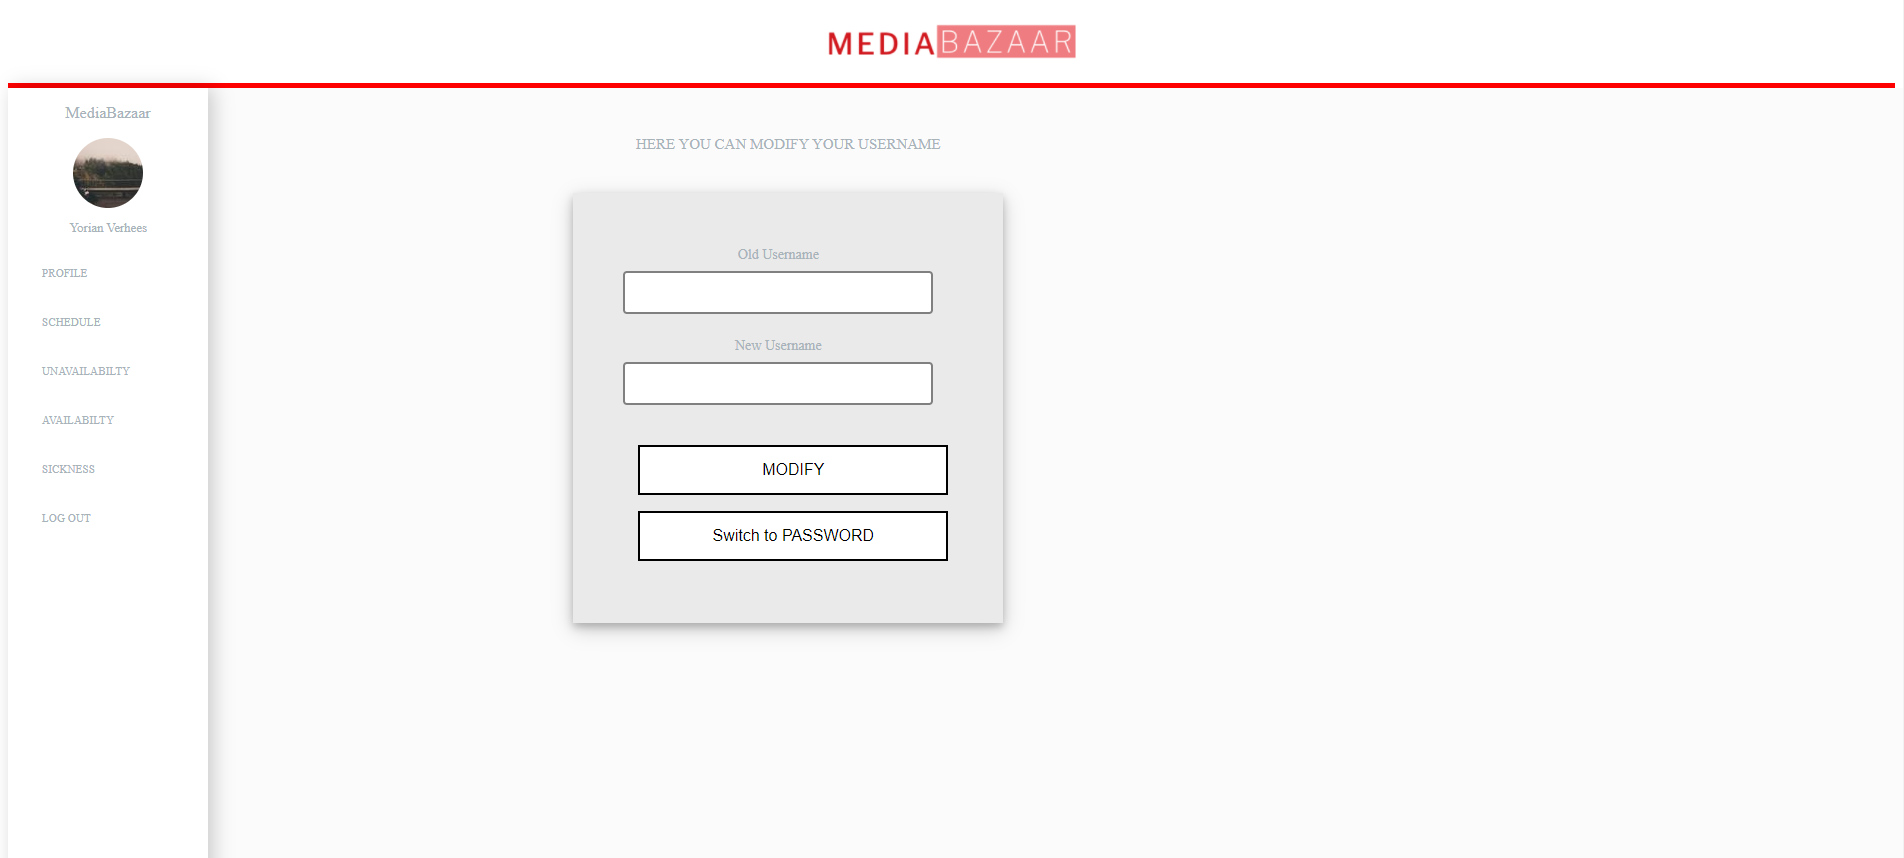 MEDIABAZAAR
MediaBazaar
Yorian Verhees
PROFILE
SCHEDULE
UNAVAILABILTY
AVAILABILTY
SICKNESS
LOG OUT
HERE YOU CAN MODIFY YOUR USERNAME
Old Username
New Username
MODIFY
Switch to PASSWORD